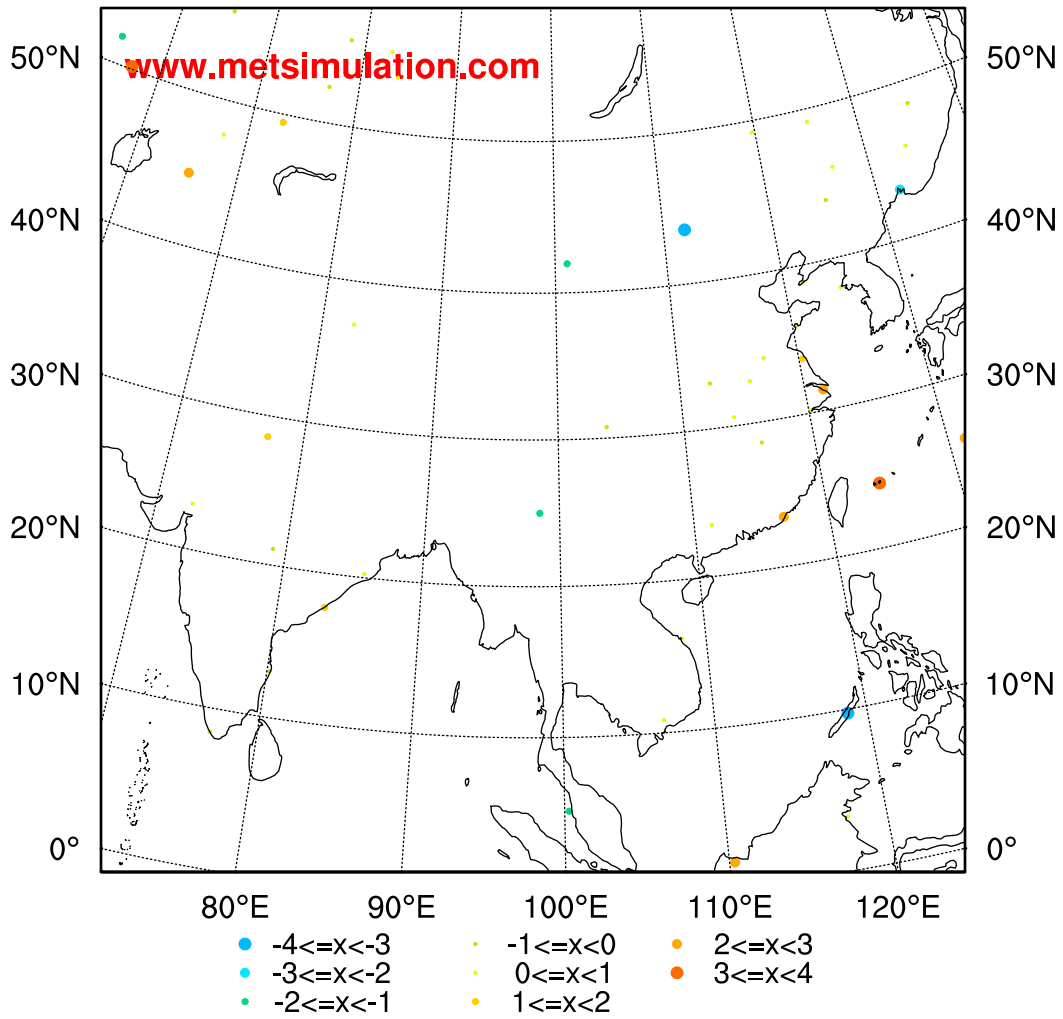 www.metsimulation.com
50°N 50°N
40°N 40°N
30°N 30°N
20°N 20°N
10°N 10°N
0° 0°
80°E 90°E 100°E 110°E 120°E
-4<=x<-3 -1<=x<0 2<=x<3
-3<=x<-2 0<=x<1 3<=x<4
-2<=x<-1 1<=x<2